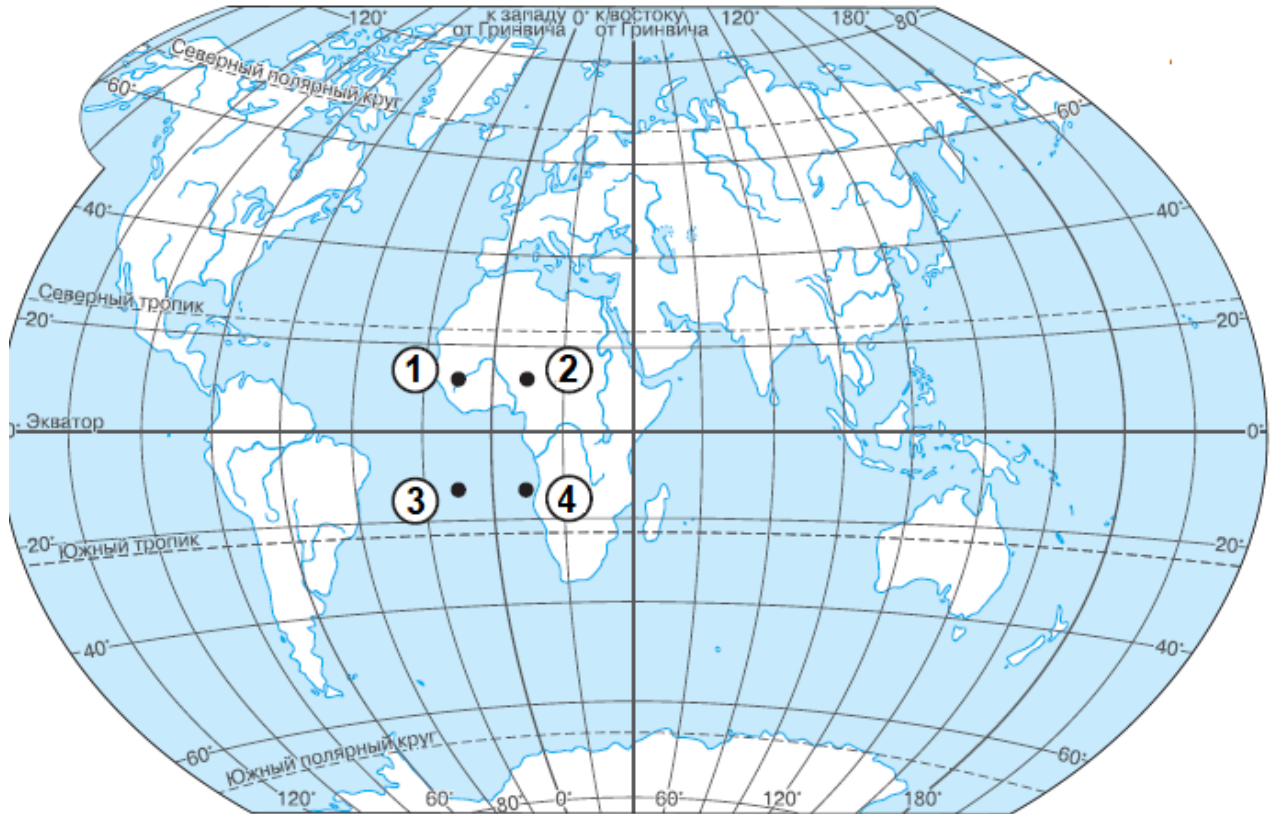 120° к западу 0° к востоку 120° 180° 80°
от Гринвича от Гринвича
Северный полярный круг
60° 60°
40° 40°
Северный тропик
20° 20°
1 2
Экватор
0° 0°
3 4
20° Южный тропик 20°
40° 40°
60° 60°
Южный полярный круг
120° 60° 80° 0° 60° 120° 180°